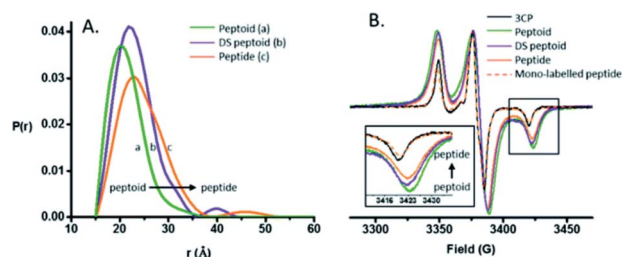 A.
Peptoid (a)
DS peptoid (b)
Peptide (c)
0.04
0.03
0.02
0.01
0.00
P(r)
a b c
peptoid peptide
10 20 30 40 50 60
r (Å)
B.
3CP
Peptoid
DS peptoid
Peptide
Mono-labelled peptide
peptide
peptoid
3416 3423 3430
3300 3350 3400 3450
Field (G)